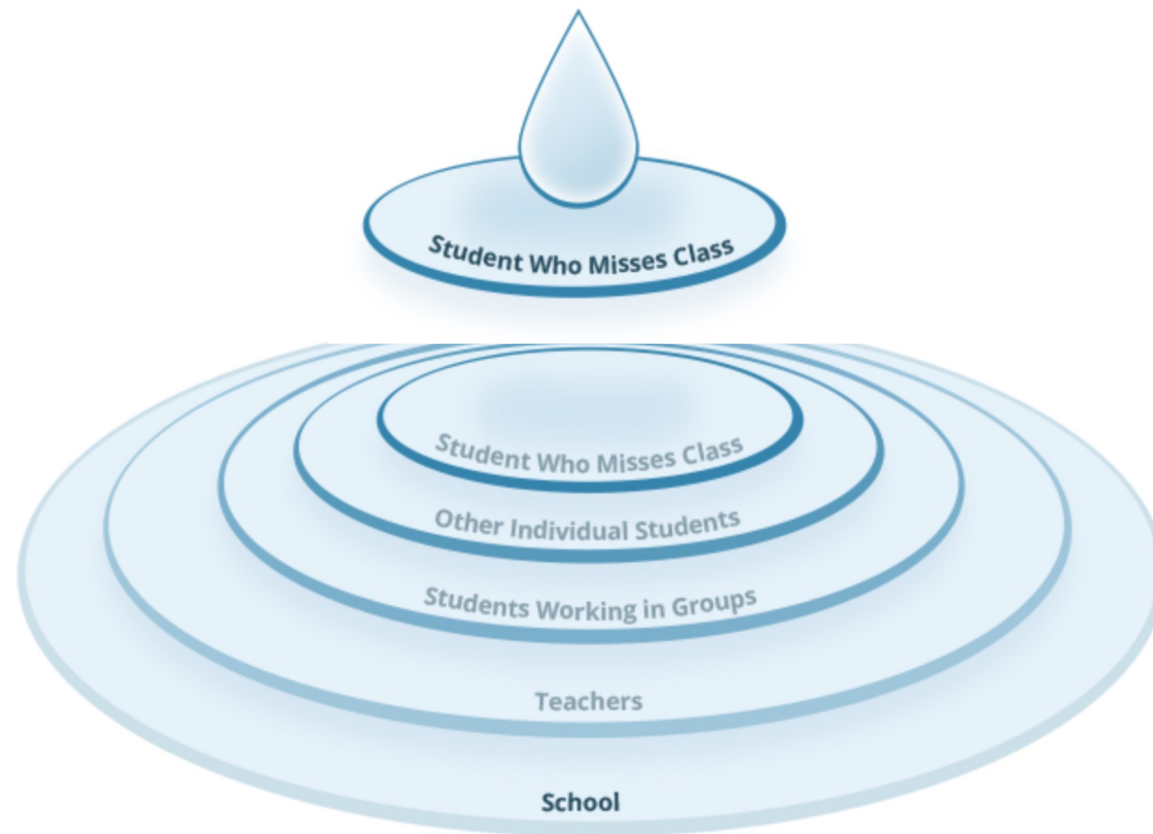 Student Who Misses Class
Student Who Misses Class
Other Individual Students
Students Working in Groups
Teachers
School